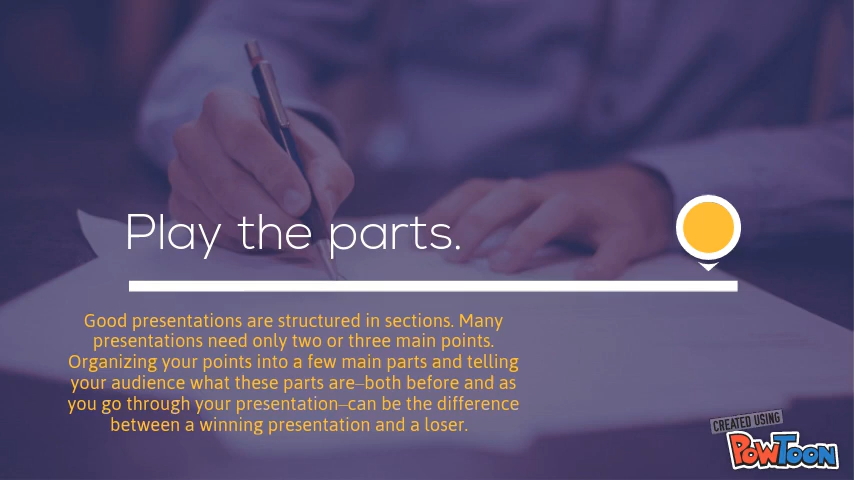 Play the parts.
Good presentations are structured in sections. Many
presentations need only two or three main points.
Organizing your points into a few main parts and telling
your audience what these parts are–both before and as
you go through your presentation–can be the difference
between a winning presentation and a loser.
CREATED USING
POWTOON